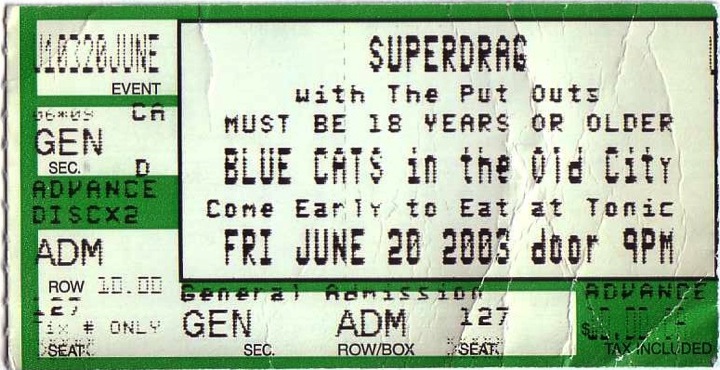 J10320JUNE
EVENT
CA
GEN
SEC.
D
ADVANCE
DISCX2
ADM
ROW 10.00
127
Tix # ONLY
SEAT
SUPERDRAG
with The Put Outs
MUST BE 18 YEARS OR OLDER
BLUE CATS in the Old City
Come Early to Eat at Tonic
FRI JUNE 20 2003 door 9PM
General Admission ADVANCE
GEN ADM 127
SEC. ROW/BOX SEAT TAX INCLUDED